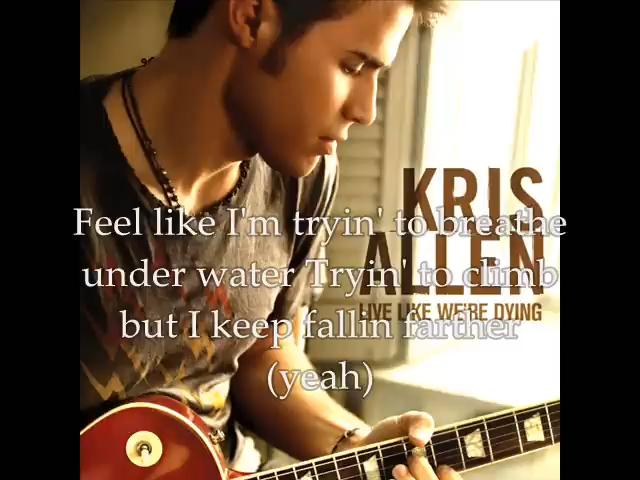 KRIS
ALLEN
LIVE LIKE WE'RE DYING
Feel like I'm tryin' to breathe
under water Tryin' to climb
but I keep fallin farther
(yeah)